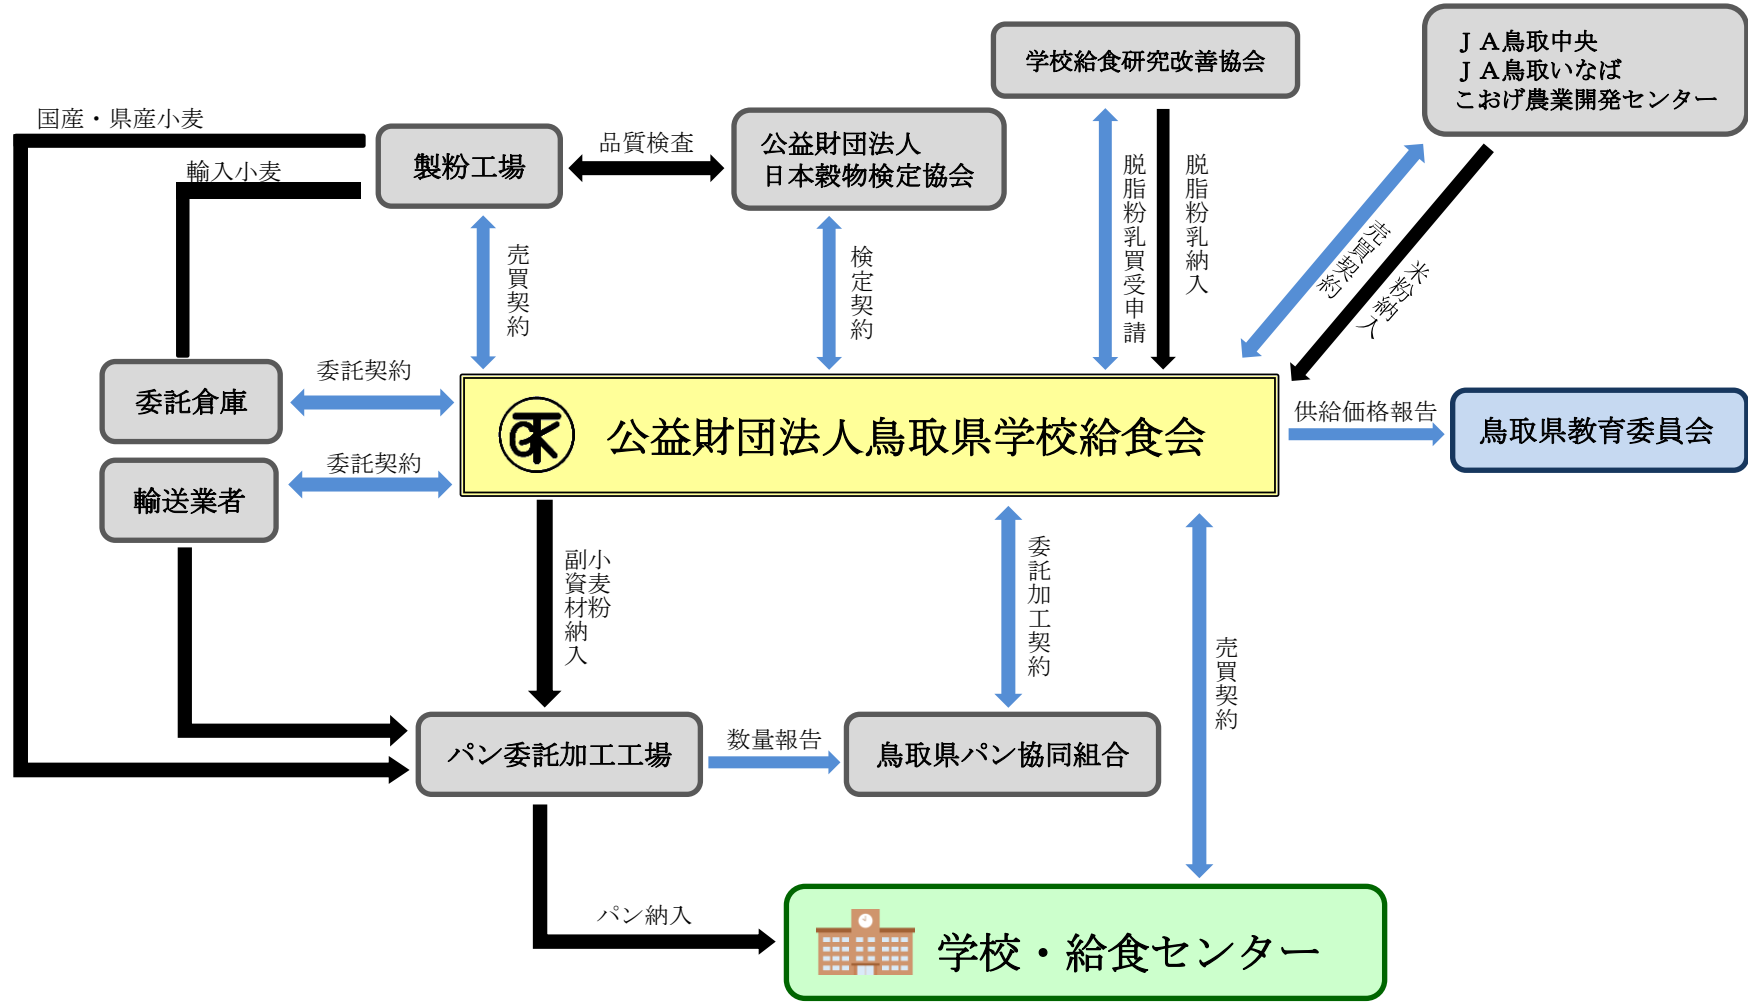 学校給食研究改善協会
ＪＡ鳥取中央
ＪＡ鳥取いなば
こおげ農業開発センター
国産・県産小麦
輸入小麦
製粉工場
品質検査
公益財団法人
日本穀物検定協会
脱脂粉乳買受申請
脱脂粉乳納入
売買契約
米粉納入
売買契約
検定契約
委託倉庫
委託契約
公益財団法人鳥取県学校給食会
供給価格報告
鳥取県教育委員会
輸送業者
委託契約
小麦粉
副資材納入
委託加工契約
売買契約
パン委託加工工場
数量報告
鳥取県パン協同組合
パン納入
学校・給食センター